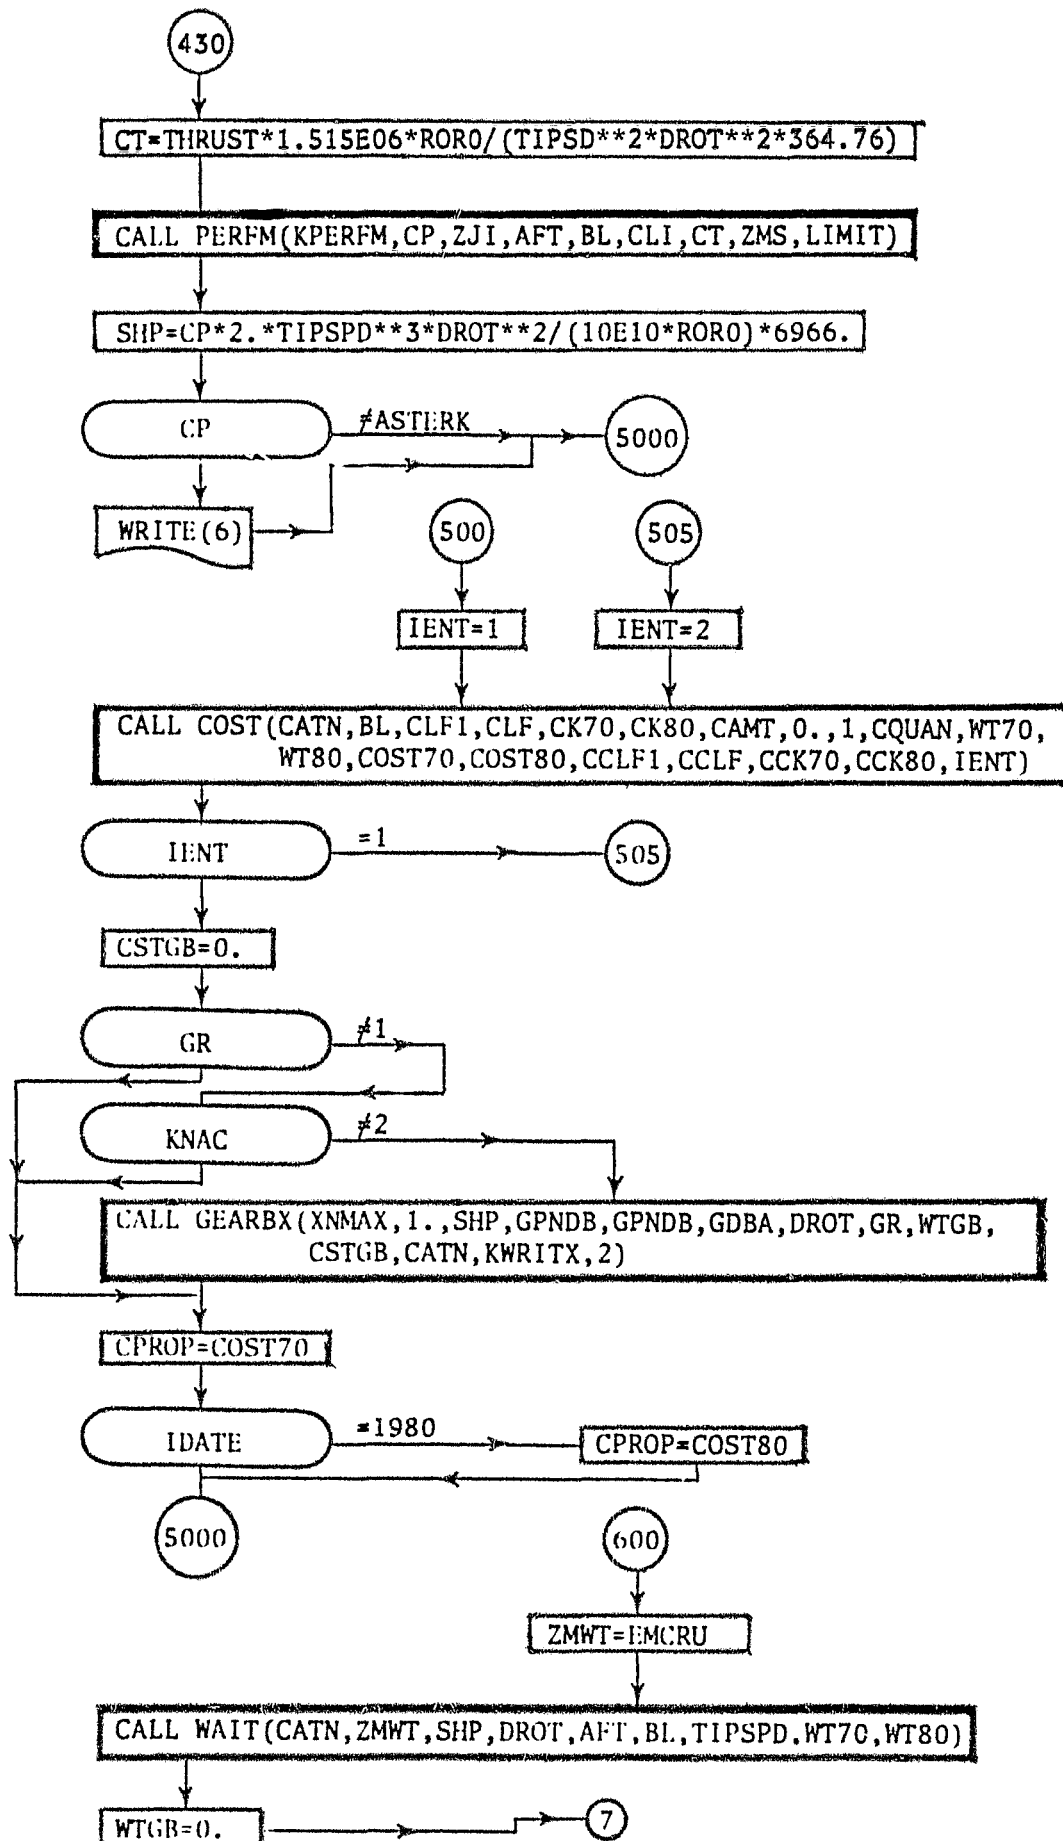 430
CT=THRUST*1.515E06*RORO/(TIPSD**2*DROT**2*364.76)
CALL PERFM(KPERFM,CP,ZJI,AFT,BL,CLI,CT,ZMS,LIMIT)
SHP=CP*2.*TIPSPD**3*DROT**2/(10E10*RORO)*6966.
CP
≠ASTERK
5000
WRITE(6)
500
505
IENT=1
IENT=2
CALL COST(CATN,BL,CLF1,CLF,CK70,CK80,CAMT,0.,1,CQUAN,WT70,
WT80,COST70,COST80,CCLF1,CCLF,CCK70,CCK80,IENT)
IENT
=1
505
CSTGB=0.
GR
≠1
KNAC
≠2
CALL GEARBX(XNMAX,1.,SHP,GPNDB,GPNDB,GDBA,DROT,GR,WTGB,
CSTGB,CATN,KWRITX,2)
CPROP=COST70
IDATE
=1980
CPROP=COST80
5000
600
ZMWT=EMCRU
CALL WAIT(CATN,ZMWT,SHP,DROT,AFT,BL,TIPSPD.WT70,WT80)
WTGB=0.
7